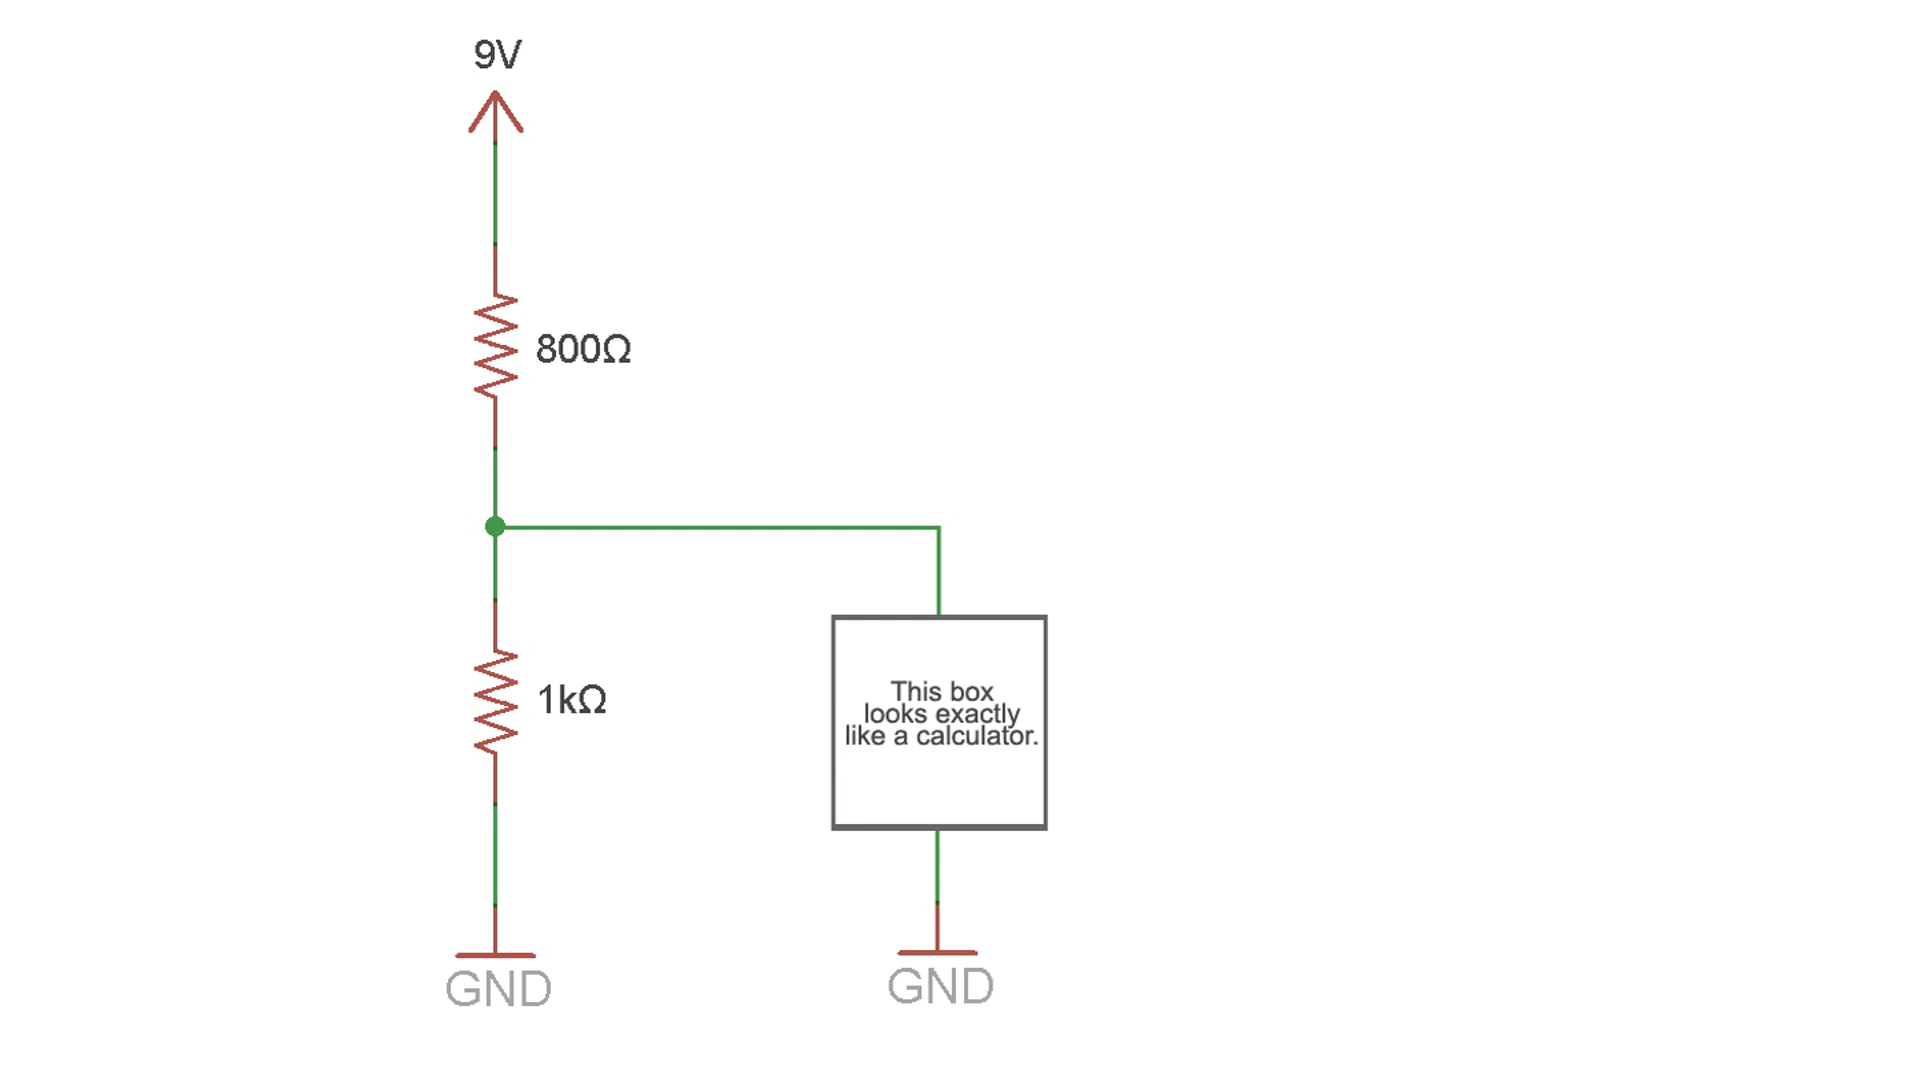 9V
800Ω
1kΩ
This box
looks exactly
like a calculator.
GND
GND